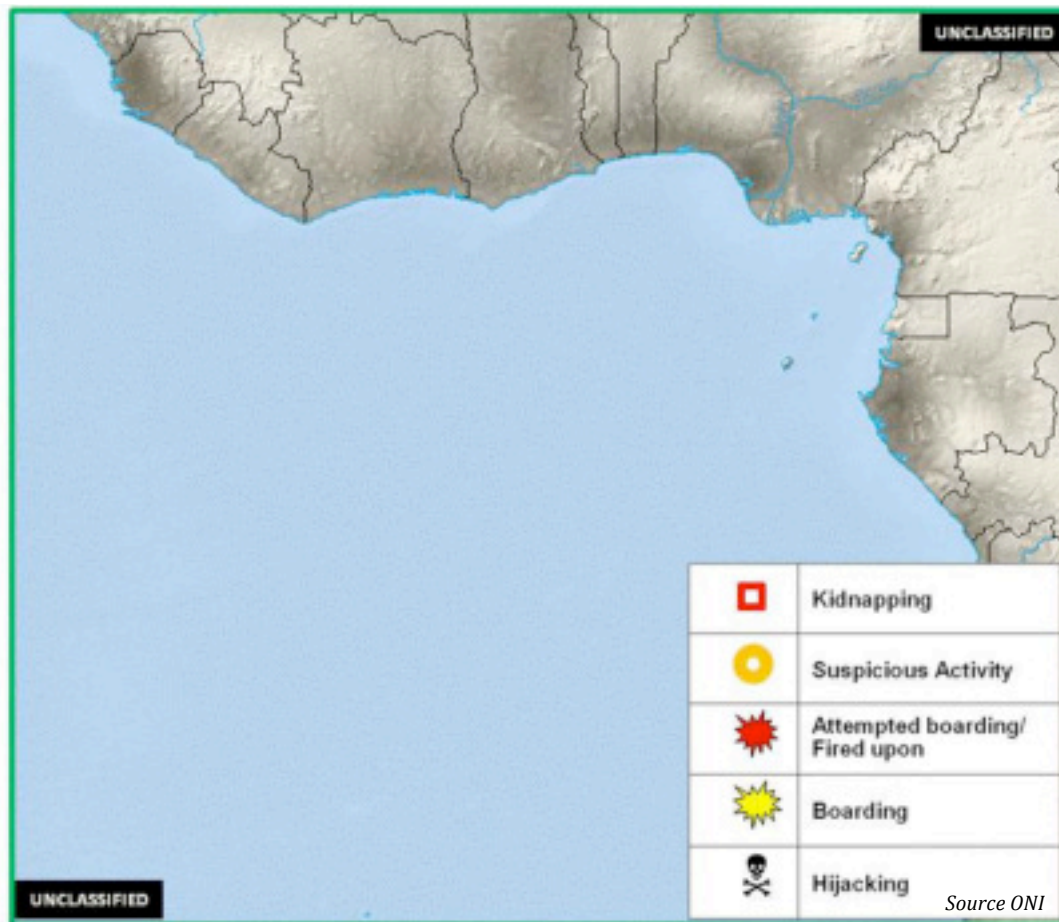 UNCLASSIFIED
Kidnapping
Suspicious Activity
Attempted boarding/
Fired upon
Boarding
Hijacking
UNCLASSIFIED
Source ONI